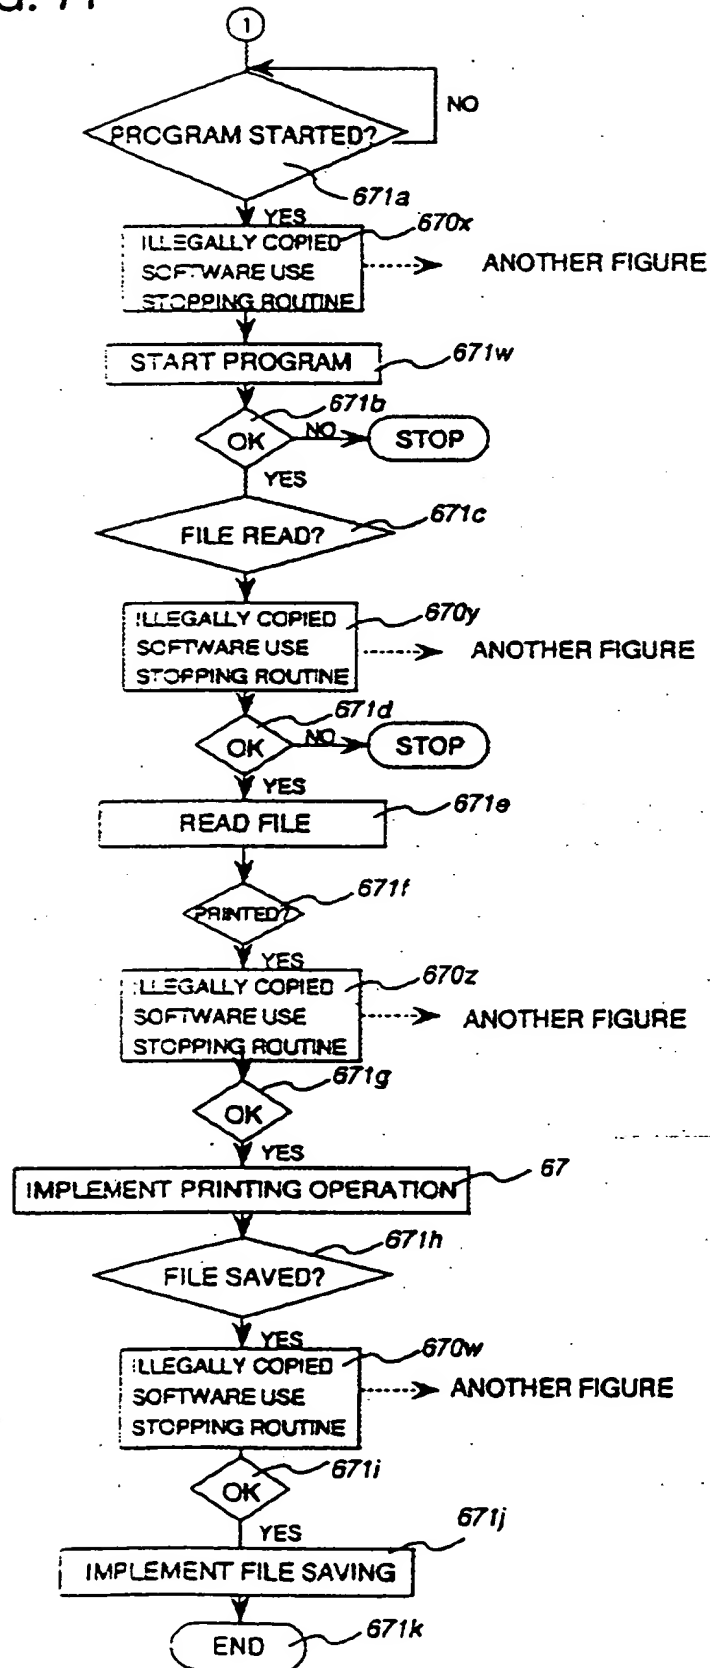 1
NO
PROGRAM STARTED?
671a
YES
670x
ILLEGALLY COPIED
SOFTWARE USE
STOPPING ROUTINE
ANOTHER FIGURE
START PROGRAM
671w
671b
OK
NO
STOP
YES
FILE READ?
671c
ILLEGALLY COPIED
SOFTWARE USE
STOPPING ROUTINE
670y
ANOTHER FIGURE
671d
OK
NO
STOP
YES
READ FILE
671e
PRINTED?
671f
YES
ILLEGALLY COPIED
SOFTWARE USE
STOPPING ROUTINE
670z
ANOTHER FIGURE
671g
OK
YES
IMPLEMENT PRINTING OPERATION
67
FILE SAVED?
671h
YES
ILLEGALLY COPIED
SOFTWARE USE
STOPPING ROUTINE
670w
ANOTHER FIGURE
671i
OK
YES
671j
IMPLEMENT FILE SAVING
END
671k